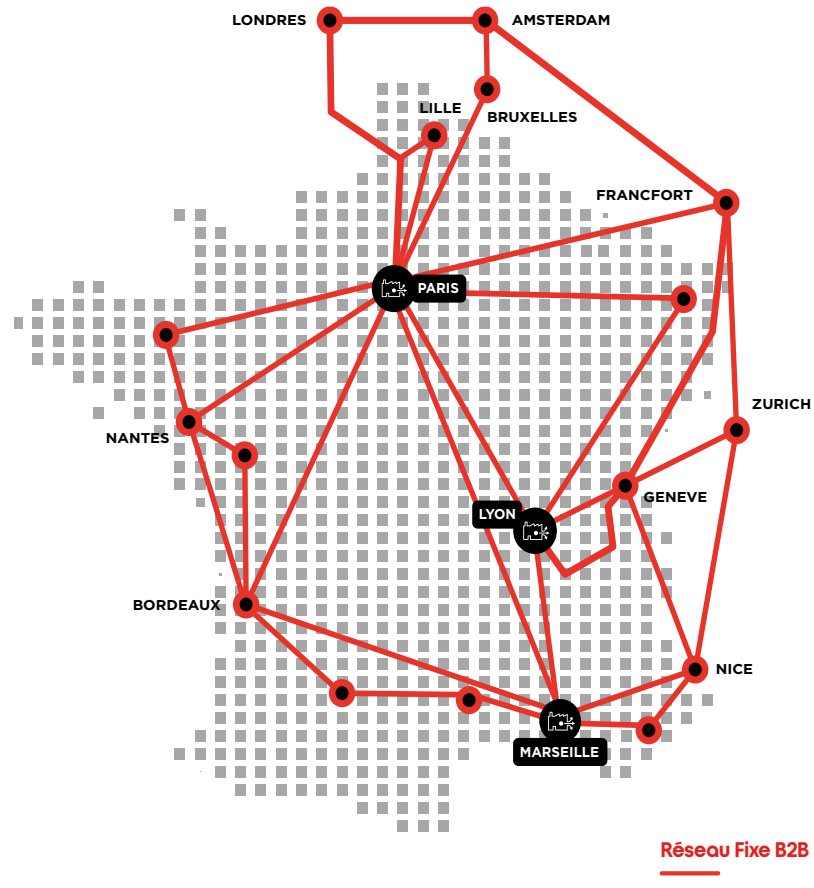 LONDRES
AMSTERDAM
LILLE
BRUXELLES
FRANCFORT
PARIS
ZURICH
NANTES
GENEVE
LYON
BORDEAUX
NICE
MARSEILLE
Réseau Fixe B2B